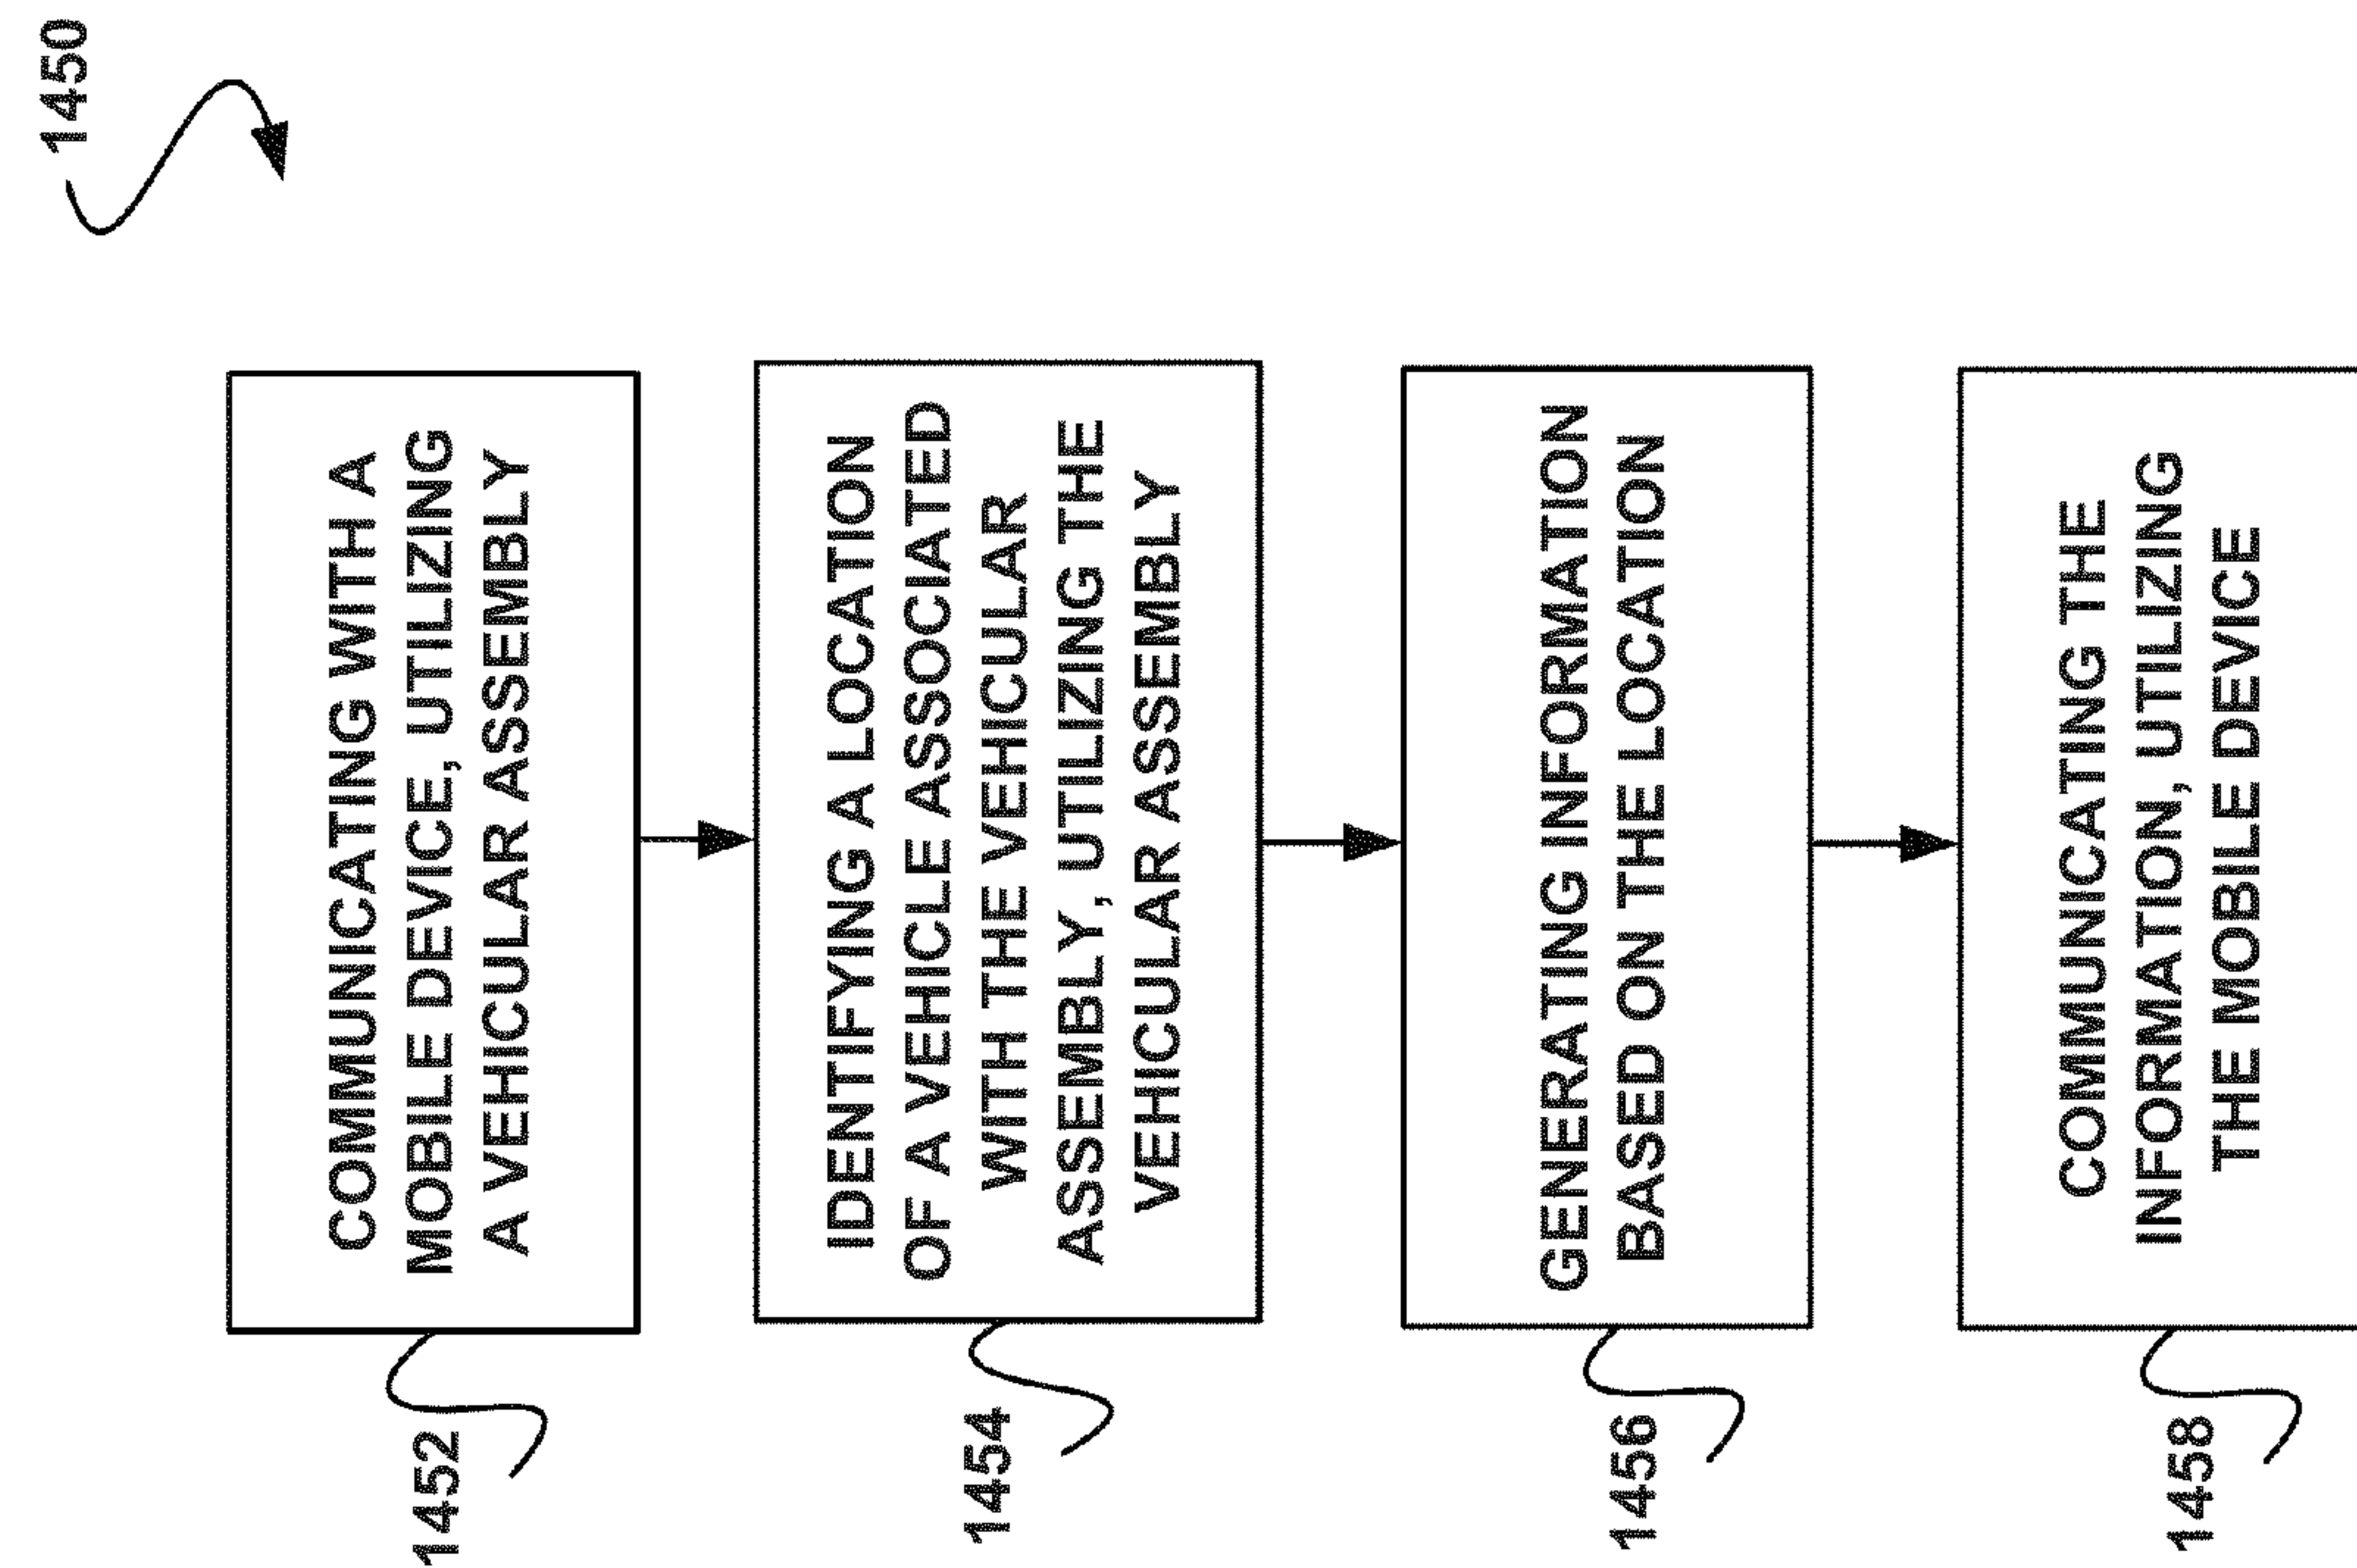 1450
1452
COMMUNICATING WITH A
MOBILE DEVICE, UTILIZING
A VEHICULAR ASSEMBLY
1454
IDENTIFYING A LOCATION
OF A VEHICLE ASSOCIATED
WITH THE VEHICULAR
ASSEMBLY, UTILIZING THE
VEHICULAR ASSEMBLY
1456
GENERATING INFORMATION
BASED ON THE LOCATION
1458
COMMUNICATING THE
INFORMATION, UTILIZING
THE MOBILE DEVICE